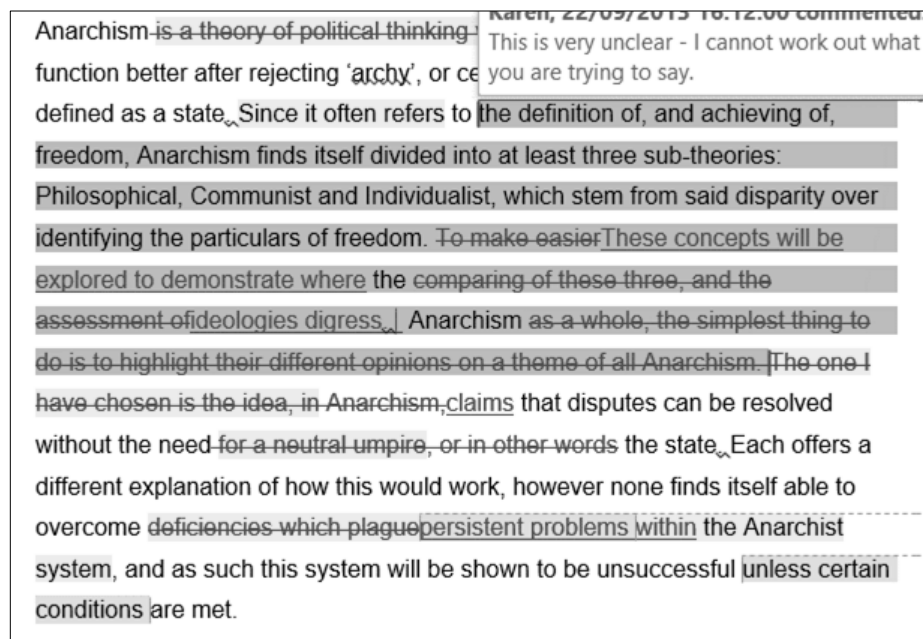 Anarchism is a theory of political thinking
Karen, 22/09/2013 16:12:00 commented:
This is very unclear - I cannot work out what
you are trying to say.
function better after rejecting ‘archy’, or ce
defined as a state. Since it often refers to the definition of, and achieving of,
freedom, Anarchism finds itself divided into at least three sub-theories:
Philosophical, Communist and Individualist, which stem from said disparity over
identifying the particulars of freedom. To make easierThese concepts will be
explored to demonstrate where the comparing of these three, and the
assessment ofideologies digress. Anarchism as a whole, the simplest thing to
do is to highlight their different opinions on a theme of all Anarchism. The one I
have chosen is the idea, in Anarchism,claims that disputes can be resolved
without the need for a neutral umpire, or in other words the state. Each offers a
different explanation of how this would work, however none finds itself able to
overcome deficiencies which plaguepersistent problems within the Anarchist
system, and as such this system will be shown to be unsuccessful unless certain
conditions are met.